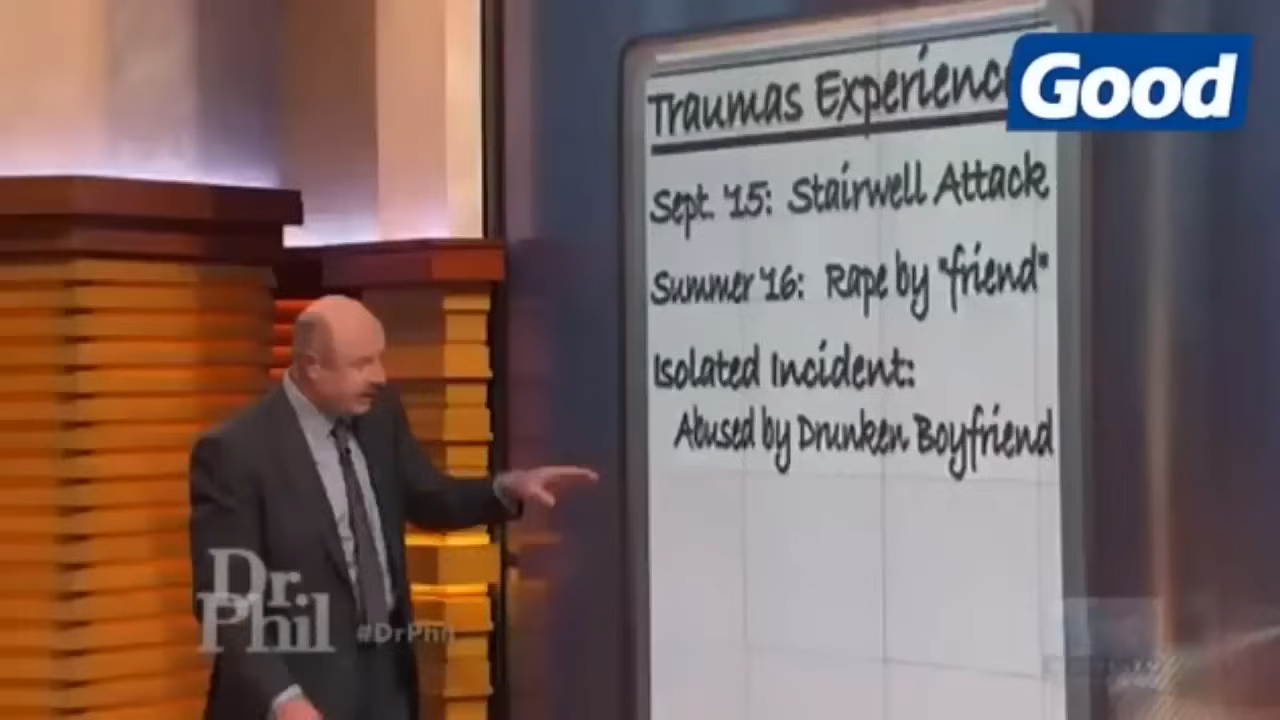 Good
Traumas Experienc
Sept. '15: Stairwell Attack
Summer '16: Rape by "friend"
Isolated Incident:
Abused by Drunken Boyfriend
Dr.
Phil
#DrPhil